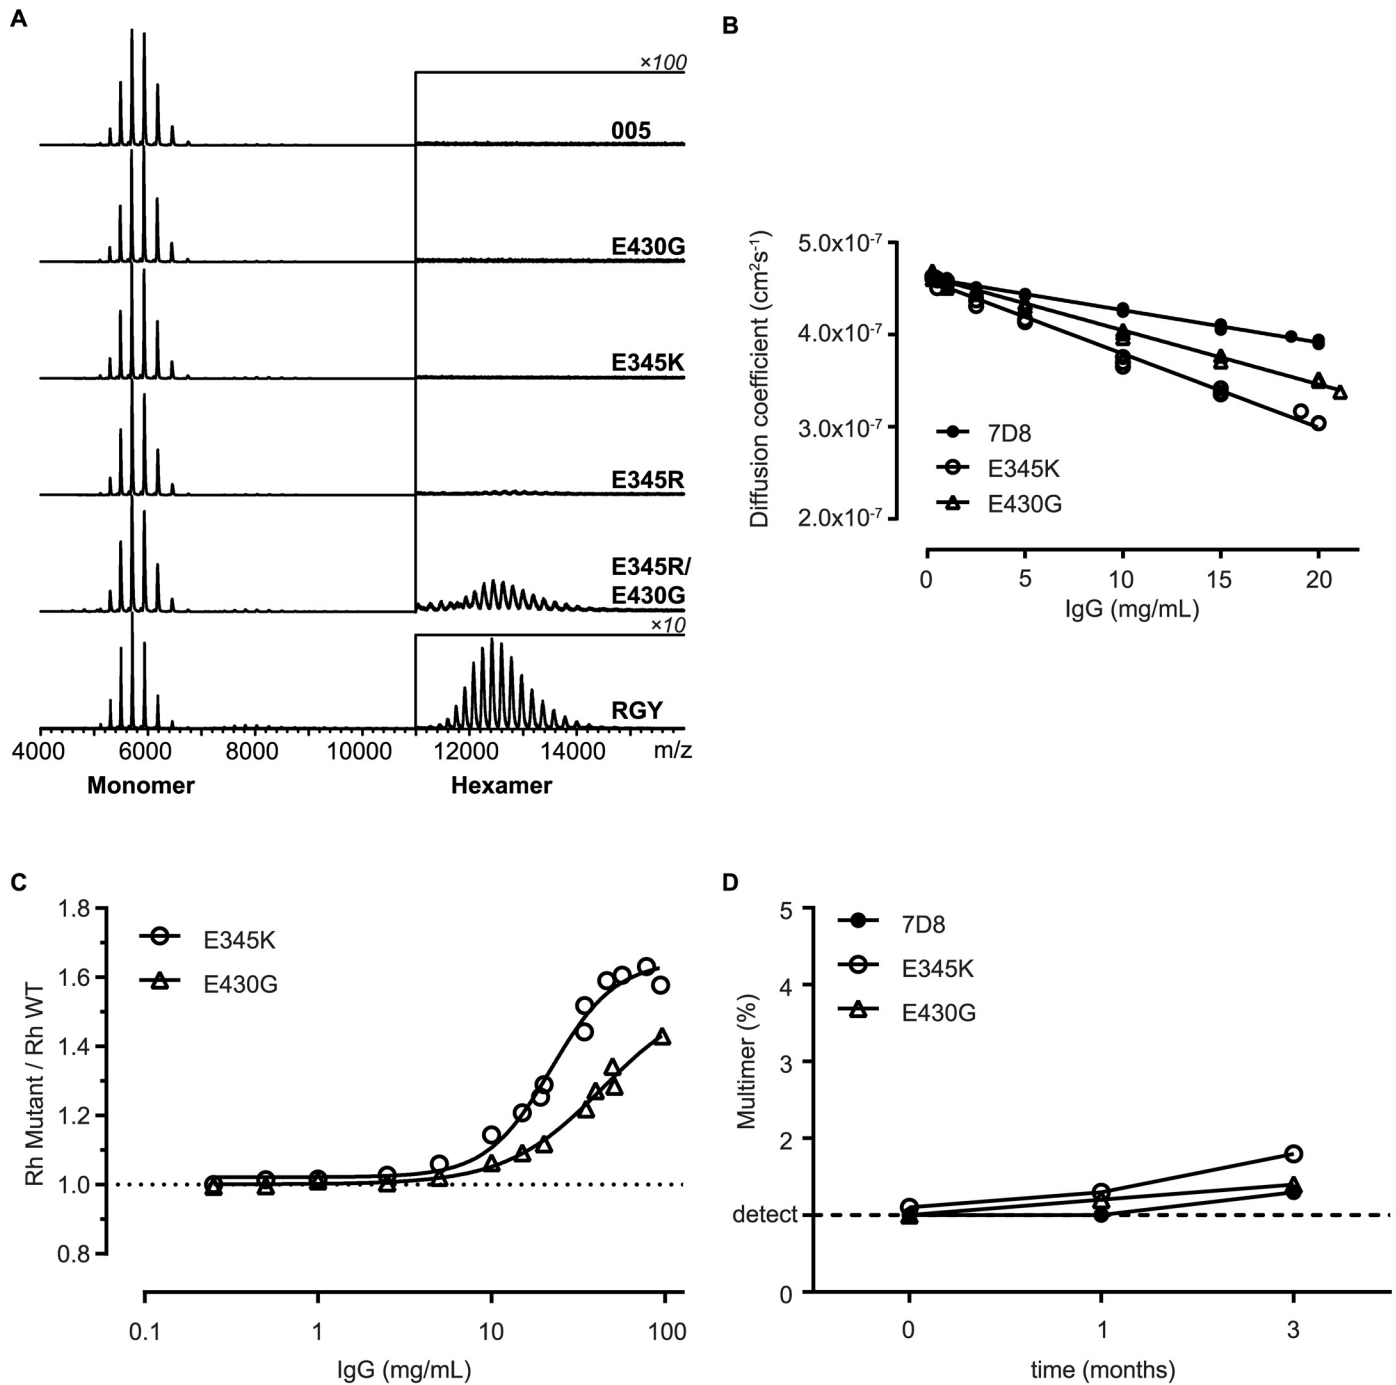 A
×100
005
E430G
E345K
E345R
E345R/
E430G
×10
RGY
4000 6000 8000 10000 12000 14000 m/z
Monomer Hexamer
B
Diffusion coefficient (cm²s⁻¹)
5.0x10⁻⁷
4.0x10⁻⁷
3.0x10⁻⁷
2.0x10⁻⁷
7D8
E345K
E430G
0 5 10 15 20
IgG (mg/mL)
C
Rh Mutant / Rh WT
1.8
1.6
1.4
1.2
1.0
0.8
E345K
E430G
0.1 1 10 100
IgG (mg/mL)
D
Multimer (%)
5
4
3
2
detect
0
7D8
E345K
E430G
0 1 3
time (months)